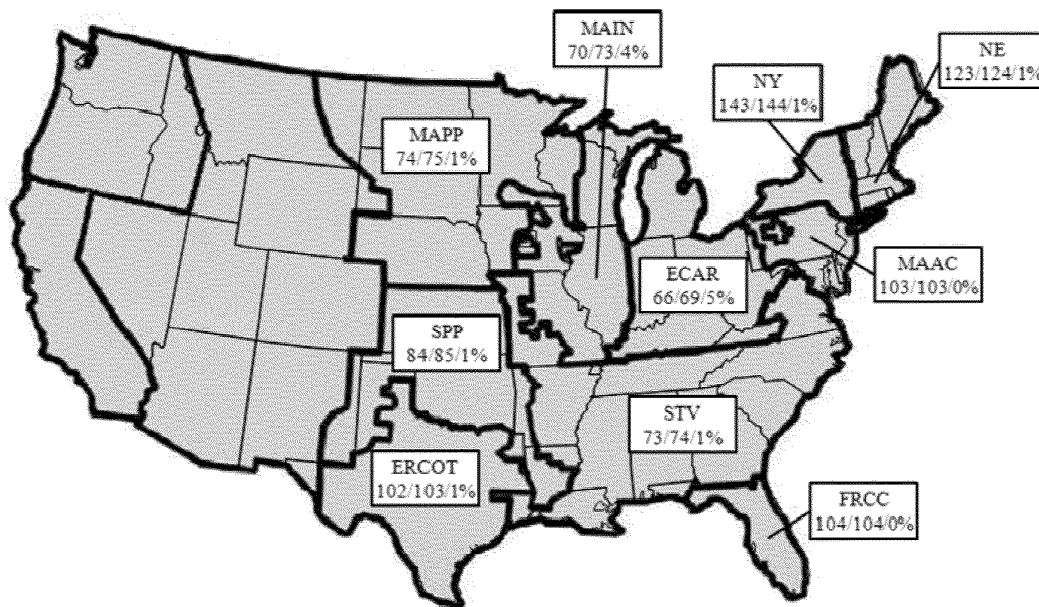 MAIN
70/73/4%
NE
123/124/1%
NY
143/144/1%
MAPP
74/75/1%
MAAC
103/103/0%
ECAR
66/69/5%
SPP
84/85/1%
STV
73/74/1%
ERCOT
102/103/1%
FRCC
104/104/0%